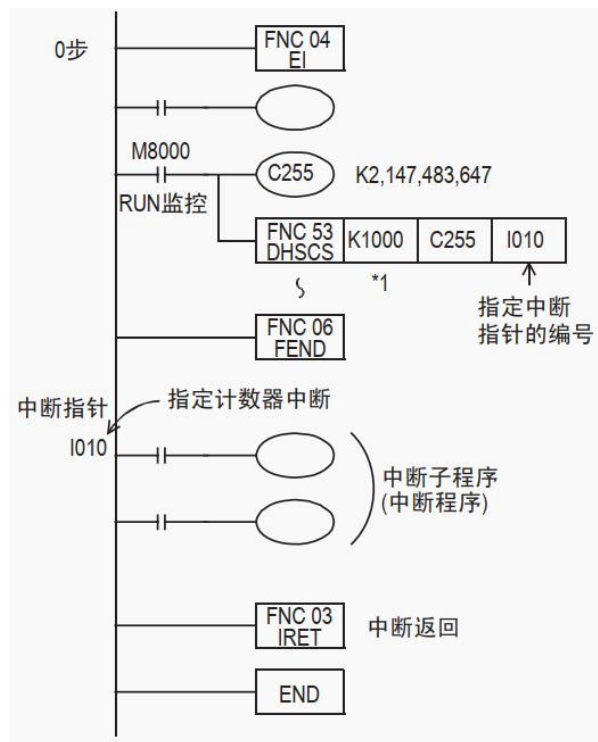 0步
FNC 04
EI
M8000
RUN监控
C255
K2,147,483,647
FNC 53
DHSCS
K1000
C255
I010
*1
指定中断
指针的编号
FNC 06
FEND
中断指针
指定计数器中断
I010
中断子程序
(中断程序)
FNC 03
IRET
中断返回
END